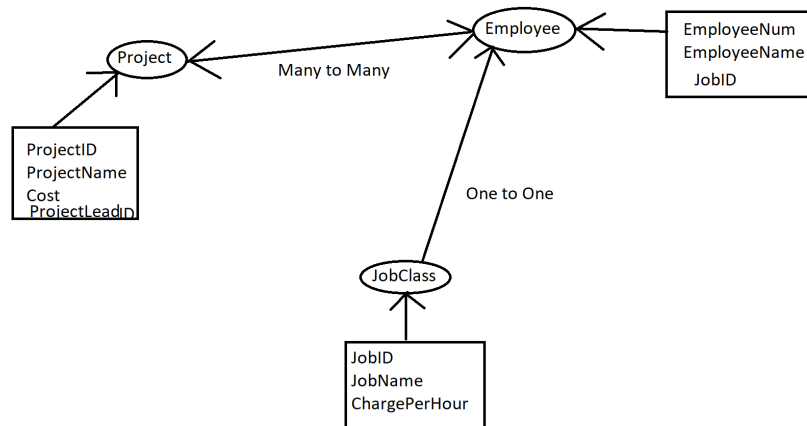 Employee
EmployeeNum
EmployeeName
JobID
Project
Many to Many
ProjectID
ProjectName
Cost
ProjectLeadID
One to One
JobClass
JobID
JobName
ChargePerHour